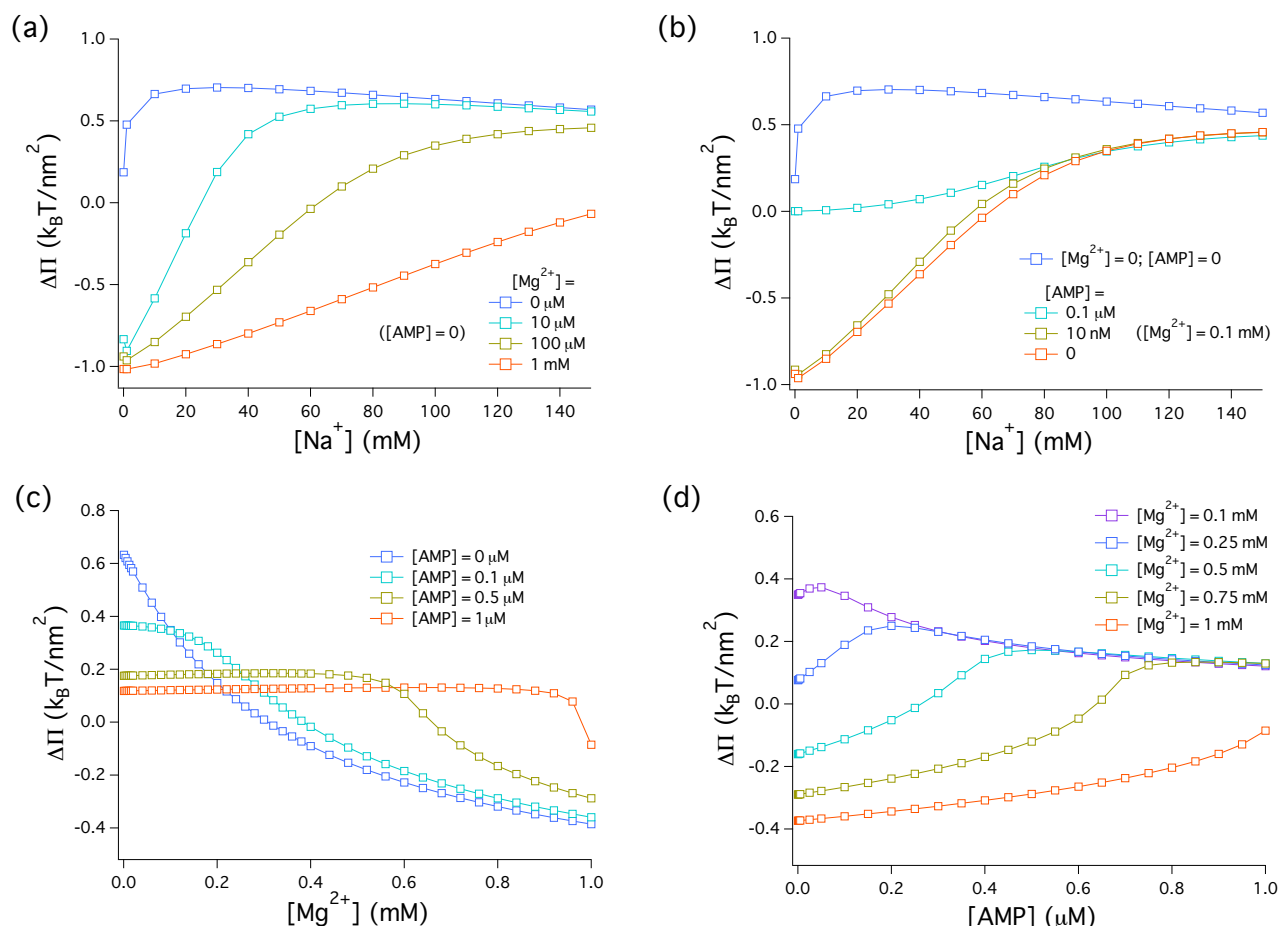 (a)
1.0
0.5
0.0
-0.5
-1.0
ΔΠ (k_BT/nm²)
[Mg²⁺] =
0 μM
10 μM
100 μM
1 mM
([AMP] = 0)
0 20 40 60 80 100 120 140
[Na⁺] (mM)
(b)
1.0
0.5
0.0
-0.5
-1.0
ΔΠ (k_BT/nm²)
[Mg²⁺] = 0; [AMP] = 0
[AMP] =
0.1 μM
10 nM
0
([Mg²⁺] = 0.1 mM)
0 20 40 60 80 100 120 140
[Na⁺] (mM)
(c)
0.8
0.6
0.4
0.2
0.0
-0.2
-0.4
ΔΠ (k_BT/nm²)
[AMP] = 0 μM
[AMP] = 0.1 μM
[AMP] = 0.5 μM
[AMP] = 1μM
0.0 0.2 0.4 0.6 0.8 1.0
[Mg²⁺] (mM)
(d)
0.6
0.4
0.2
0.0
-0.2
-0.4
ΔΠ (k_BT/nm²)
[Mg²⁺] = 0.1 mM
[Mg²⁺] = 0.25 mM
[Mg²⁺] = 0.5 mM
[Mg²⁺] = 0.75 mM
[Mg²⁺] = 1 mM
0.0 0.2 0.4 0.6 0.8 1.0
[AMP] (μM)